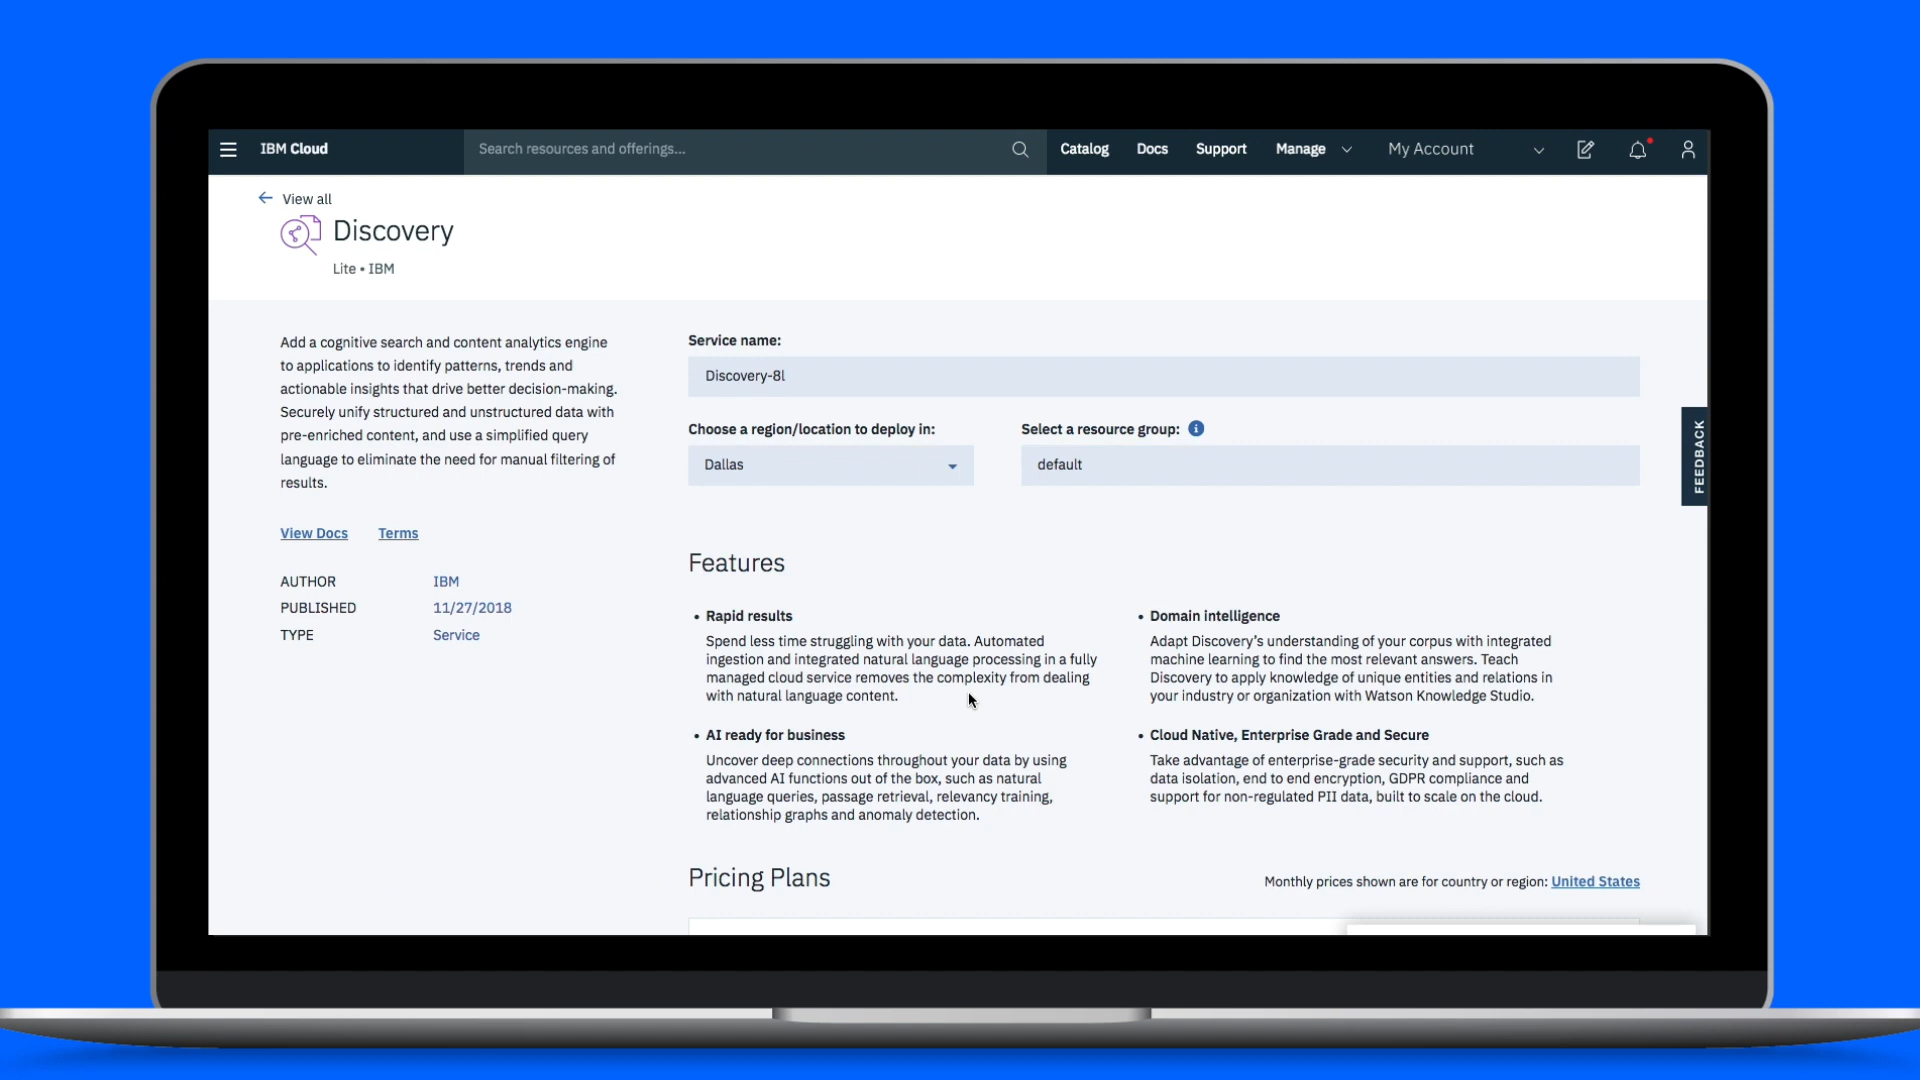 IBM Cloud
Search resources and offerings...
Catalog
Docs
Support
Manage
My Account
View all
Discovery
Lite • IBM
Add a cognitive search and content analytics engine
to applications to identify patterns, trends and
actionable insights that drive better decision-making.
Securely unify structured and unstructured data with
pre-enriched content, and use a simplified query
language to eliminate the need for manual filtering of
results.
View Docs
Terms
AUTHOR IBM
PUBLISHED 11/27/2018
TYPE Service
Service name:
Discovery-8l
Choose a region/location to deploy in:
Dallas
Select a resource group:
default
FEEDBACK
Features
• Rapid results
Spend less time struggling with your data. Automated
ingestion and integrated natural language processing in a fully
managed cloud service removes the complexity from dealing
with natural language content.
• Domain intelligence
Adapt Discovery's understanding of your corpus with integrated
machine learning to find the most relevant answers. Teach
Discovery to apply knowledge of unique entities and relations in
your industry or organization with Watson Knowledge Studio.
• AI ready for business
Uncover deep connections throughout your data by using
advanced AI functions out of the box, such as natural
language queries, passage retrieval, relevancy training,
relationship graphs and anomaly detection.
• Cloud Native, Enterprise Grade and Secure
Take advantage of enterprise-grade security and support, such as
data isolation, end to end encryption, GDPR compliance and
support for non-regulated PII data, built to scale on the cloud.
Pricing Plans
Monthly prices shown are for country or region: United States